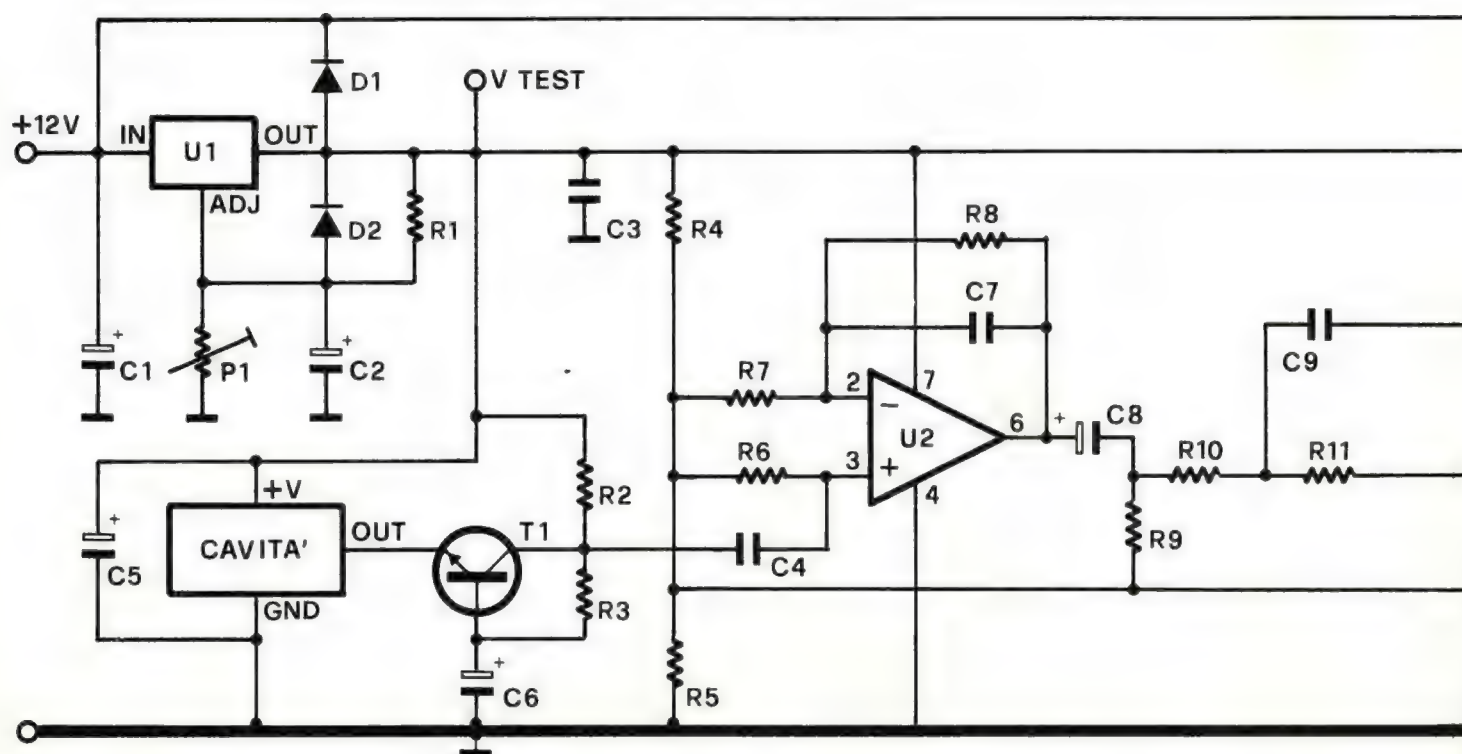 D1
V TEST
+12V
IN
U1
OUT
ADJ
D2
R1
C3
R4
R8
C7
C1
P1
C2
C9
R7
2
7
−
U2
6
+
C8
R6
3
+
4
R10
R11
R2
+V
CAVITA'
OUT
T1
C4
R9
C5
GND
R3
C6
R5